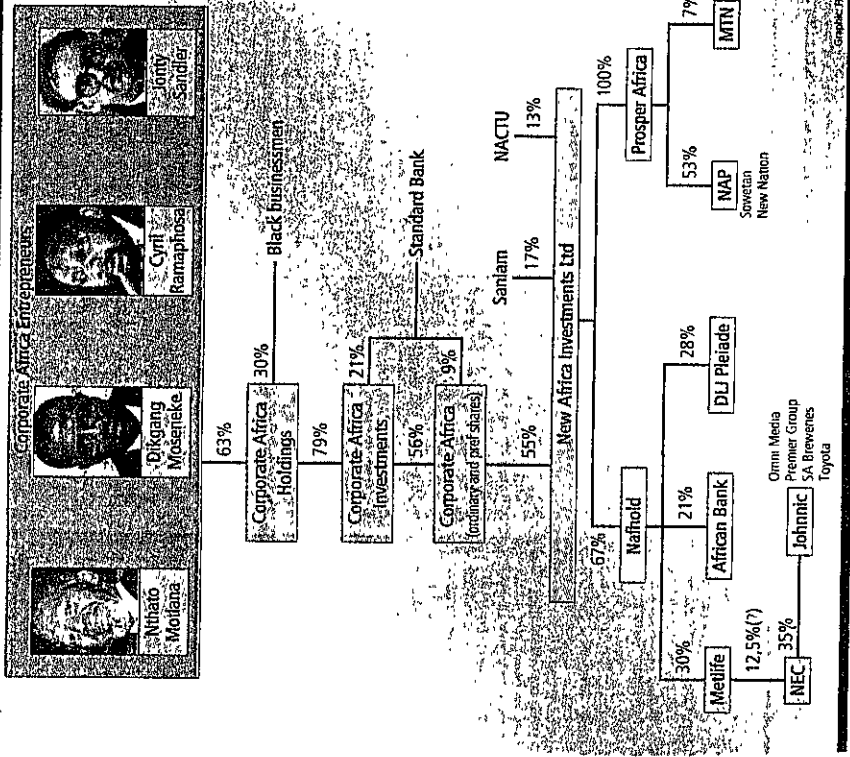 Corporate Africa Entrepreneurs
Nthato
Motlana
Dikgang
Moseneke
Cyril
Ramaphosa
Jonty
Sandler
63%
Corporate Africa
Holdings
30%
Black businessmen
79%
Corporate Africa
Investments
21%
Standard Bank
56%
Corporate Africa
(ordinary and pref shares)
9%
55%
Sanlam
17%
NACTU
13%
New Africa Investments Ltd
67%
Nafhold
100%
Prosper Africa
30%
Metlife
21%
African Bank
28%
DLJ Pleiade
53%
NAP
Sowetan
New Nation
7%
MTN
12,5%(?)
NEC
35%
Johnnic
Omni Media
Premier Group
SA Breweries
Toyota